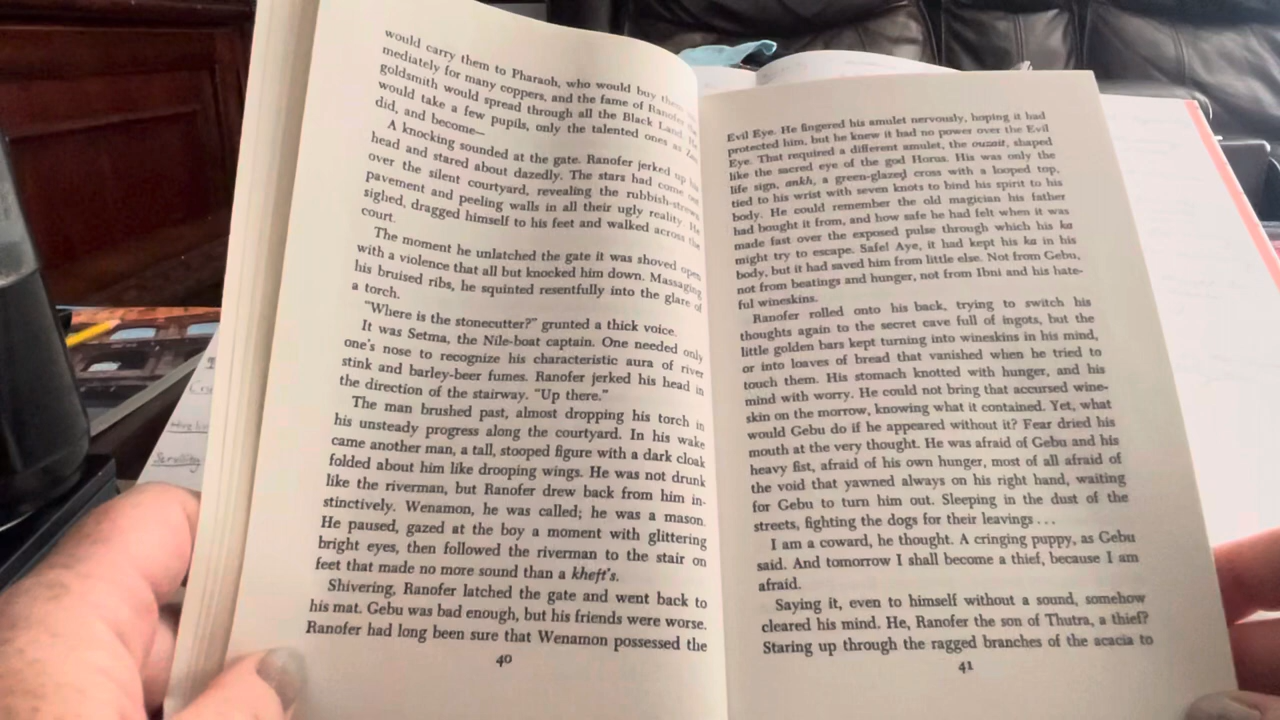 would carry them to Pharaoh, who would buy them
mediately for many coppers, and the fame of Ranofer the
goldsmith would spread through all the Black Land. He
would take a few pupils, only the talented ones as Zau
did, and become—
A knocking sounded at the gate. Ranofer jerked up his
head and stared about dazedly. The stars had come out
over the silent courtyard, revealing the rubbish-strewn
pavement and peeling walls in all their ugly reality. He
sighed, dragged himself to his feet and walked across the
court.
The moment he unlatched the gate it was shoved open
with a violence that all but knocked him down. Massaging
his bruised ribs, he squinted resentfully into the glare of
a torch.
"Where is the stonecutter?" grunted a thick voice.
It was Setma, the Nile-boat captain. One needed only
one's nose to recognize his characteristic aura of river
stink and barley-beer fumes. Ranofer jerked his head in
the direction of the stairway. "Up there."
The man brushed past, almost dropping his torch in
his unsteady progress along the courtyard. In his wake
came another man, a tall, stooped figure with a dark cloak
folded about him like drooping wings. He was not drunk
like the riverman, but Ranofer drew back from him in-
stinctively. Wenamon, he was called; he was a mason.
He paused, gazed at the boy a moment with glittering
bright eyes, then followed the riverman to the stair on
feet that made no more sound than a kheft's.
Shivering, Ranofer latched the gate and went back to
his mat. Gebu was bad enough, but his friends were worse.
Ranofer had long been sure that Wenamon possessed the
40
Evil Eye. He fingered his amulet nervously, hoping it had
protected him, but he knew it had no power over the Evil
Eye. That required a different amulet, the ouzait, shaped
like the sacred eye of the god Horus. His was only the
life sign, ankh, a green-glazed cross with a looped top,
tied to his wrist with seven knots to bind his spirit to his
body. He could remember the old magician his father
had bought it from, and how safe he had felt when it was
made fast over the exposed pulse through which his ka
might try to escape. Safe! Aye, it had kept his ka in his
body, but it had saved him from little else. Not from Gebu,
not from beatings and hunger, not from Ibni and his hate-
ful wineskins.
Ranofer rolled onto his back, trying to switch his
thoughts again to the secret cave full of ingots, but the
little golden bars kept turning into wineskins in his mind,
or into loaves of bread that vanished when he tried to
touch them. His stomach knotted with hunger, and his
mind with worry. He could not bring that accursed wine-
skin on the morrow, knowing what it contained. Yet, what
would Gebu do if he appeared without it? Fear dried his
mouth at the very thought. He was afraid of Gebu and his
heavy fist, afraid of his own hunger, most of all afraid of
the void that yawned always on his right hand, waiting
for Gebu to turn him out. Sleeping in the dust of the
streets, fighting the dogs for their leavings...
I am a coward, he thought. A cringing puppy, as Gebu
said. And tomorrow I shall become a thief, because I am
afraid.
Saying it, even to himself without a sound, somehow
cleared his mind. He, Ranofer the son of Thutra, a thief?
Staring up through the ragged branches of the acacia to
41
Scrolling